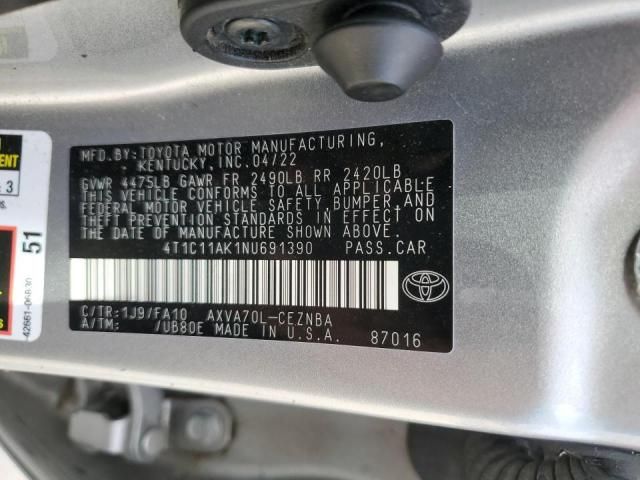 MFD.BY:TOYOTA MOTOR MANUFACTURING,
KENTUCKY, INC.04/22
GVWR 4475LB GAWR FR 2490LB RR 2420LB
THIS VEHICLE CONFORMS TO ALL APPLICABLE
FEDERAL MOTOR VEHICLE SAFETY,BUMPER,AND
THEFT PREVENTION STANDARDS IN EFFECT ON
THE DATE OF MANUFACTURE SHOWN ABOVE.
4T1C11AK1NU691390 PASS.CAR
C/TR:1J9/FA10 AXVA70L-CEZNBA
A/TM: /UB80E MADE IN U.S.A. 87016
3
51